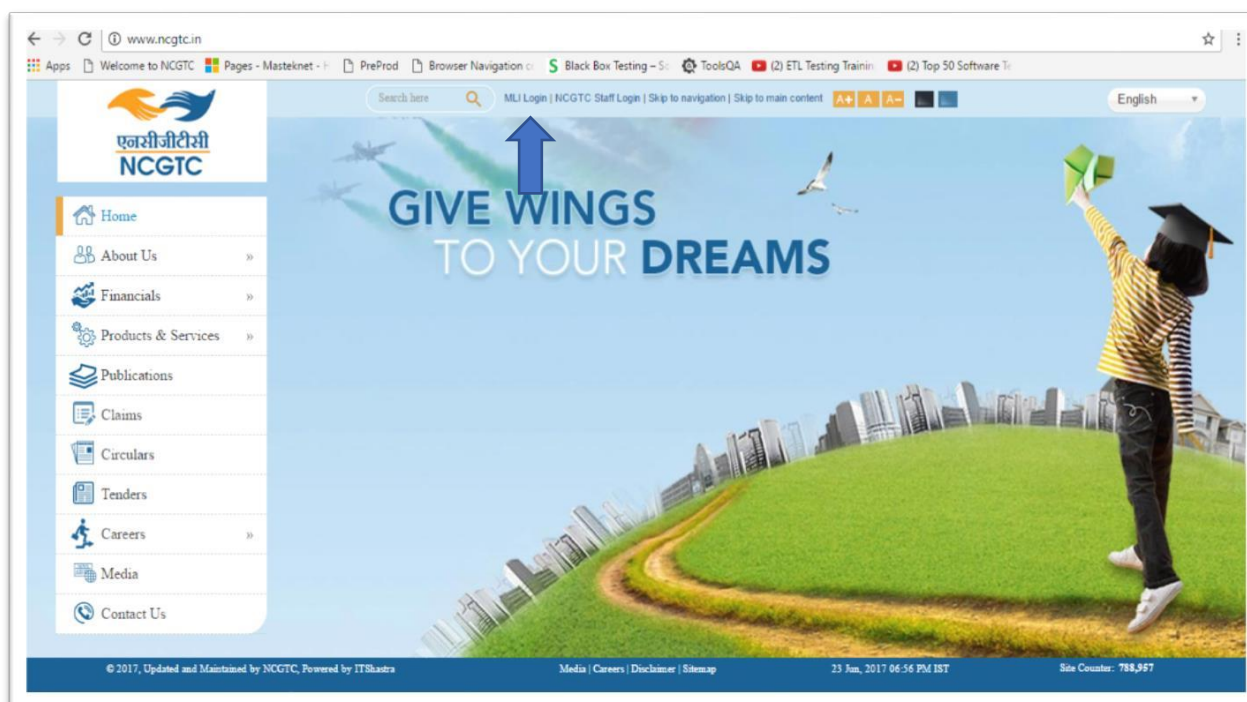 www.ncgtc.in
Apps Welcome to NCGTC Pages - Masteknet - PreProd Browser Navigation Black Box Testing – ToolsQA (2) ETL Testing Trainin (2) Top 50 Software
Search here MLI Login | NCGTC Staff Login | Skip to navigation | Skip to main content A+ A A- English
एनसीजीटीसी
NCGTC
GIVE WINGS
TO YOUR DREAMS
Home
About Us »
Financials »
Products & Services »
Publications
Claims
Circulars
Tenders
Careers »
Media
Contact Us
© 2017, Updated and Maintained by NCGTC, Powered by ITShastra Media | Careers | Disclaimer | Sitemap 23 Jun, 2017 06:56 PM IST Site Counter: 788,957